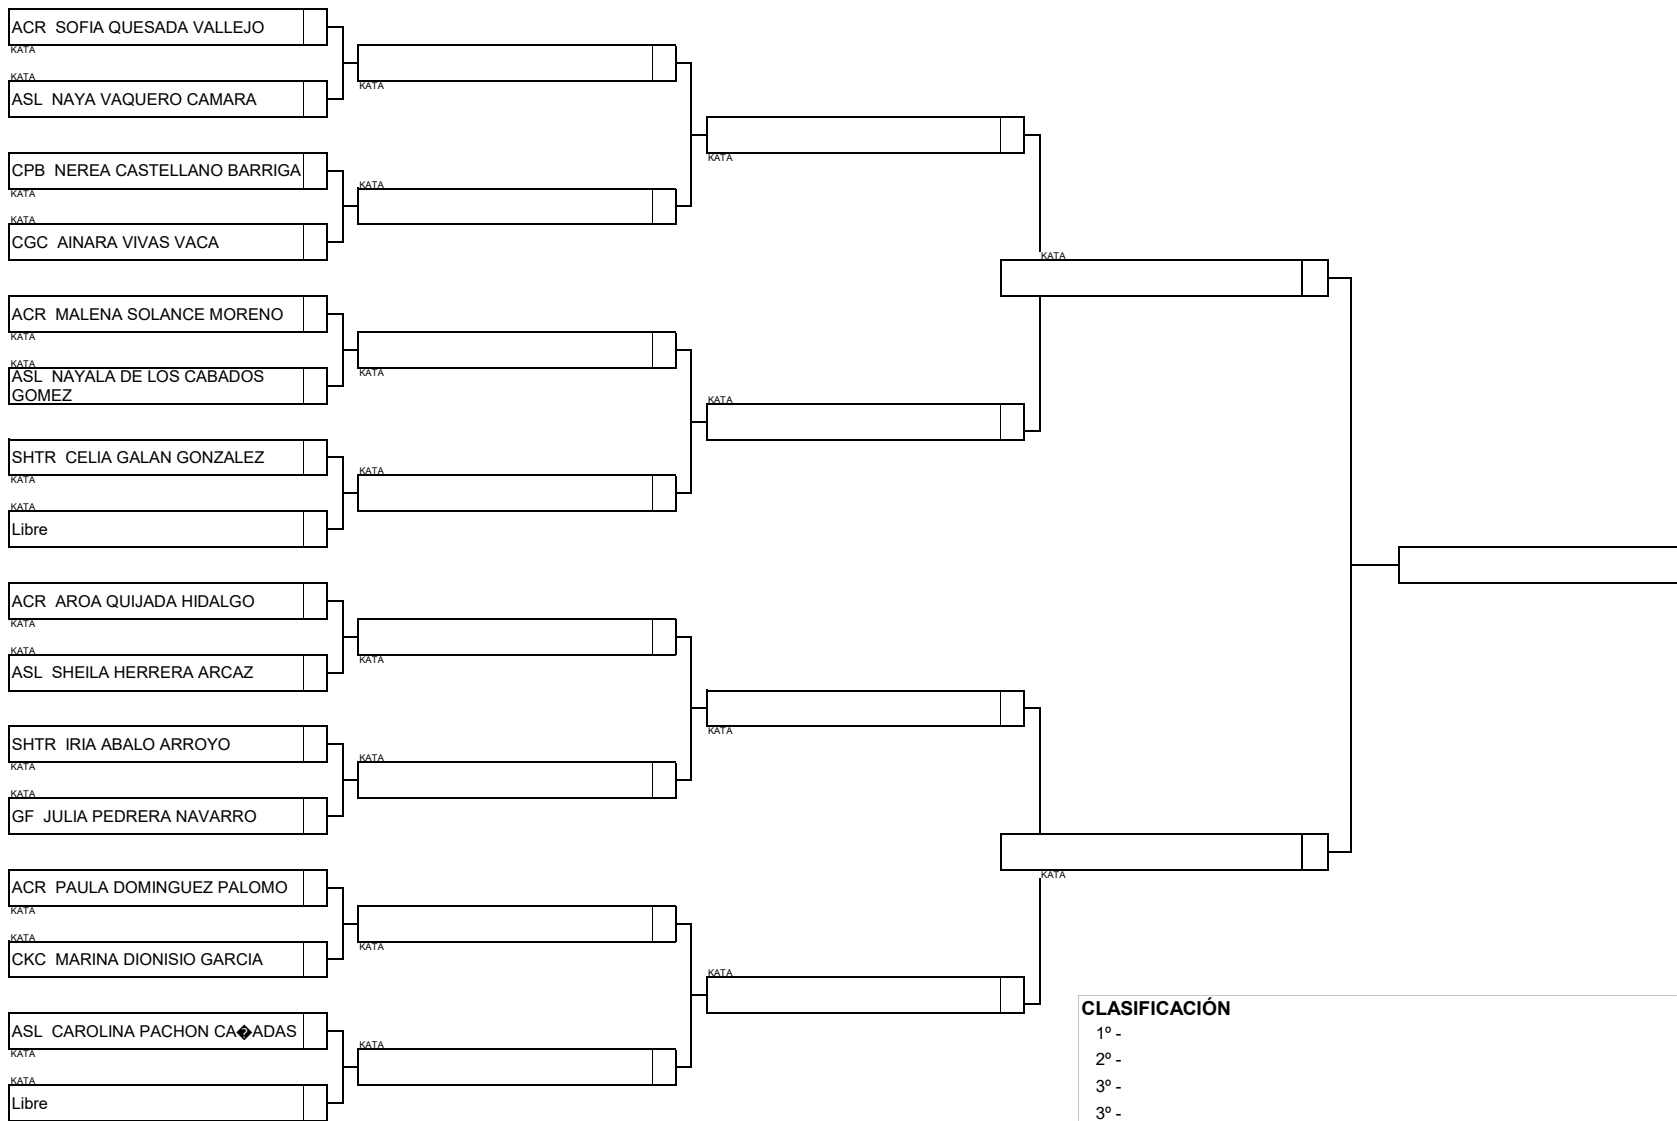 ACR SOFIA QUESADA VALLEJO
KATA
KATA
ASL NAYA VAQUERO CAMARA
CPB NEREA CASTELLANO BARRIGA
KATA
KATA
CGC AINARA VIVAS VACA
ACR MALENA SOLANCE MORENO
KATA
KATA
ASL NAYALA DE LOS CABADOS
GOMEZ
SHTR CELIA GALAN GONZALEZ
KATA
KATA
Libre
ACR AROA QUIJADA HIDALGO
KATA
KATA
ASL SHEILA HERRERA ARCAZ
SHTR IRIA ABALO ARROYO
KATA
KATA
GF JULIA PEDRERA NAVARRO
ACR PAULA DOMINGUEZ PALOMO
KATA
KATA
CKC MARINA DIONISIO GARCIA
ASL CAROLINA PACHON CA�ADAS
KATA
KATA
Libre
KATA
KATA
KATA
KATA
KATA
KATA
KATA
KATA
KATA
KATA
KATA
KATA
KATA
KATA
CLASIFICACIÓN
1º -
2º -
3º -
3º -